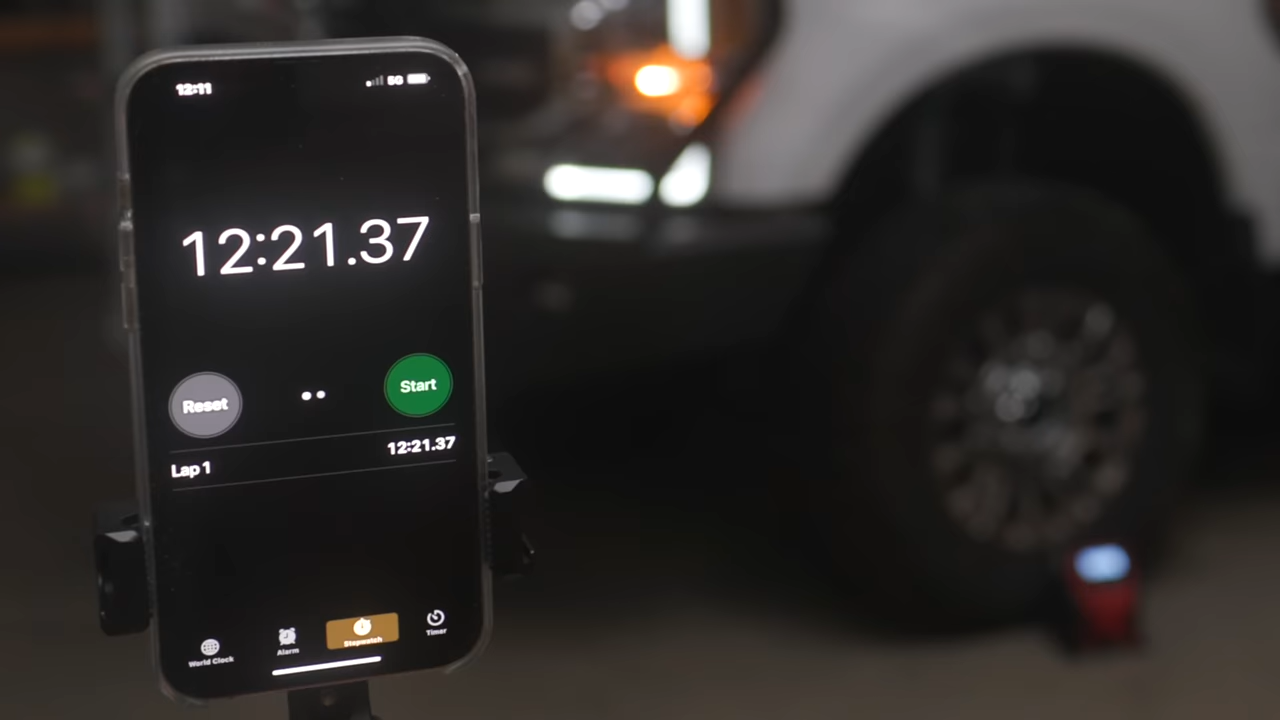 12:11 5G
12:21.37
Reset Start
Lap 1 12:21.37
World Clock Alarm Stopwatch Timer